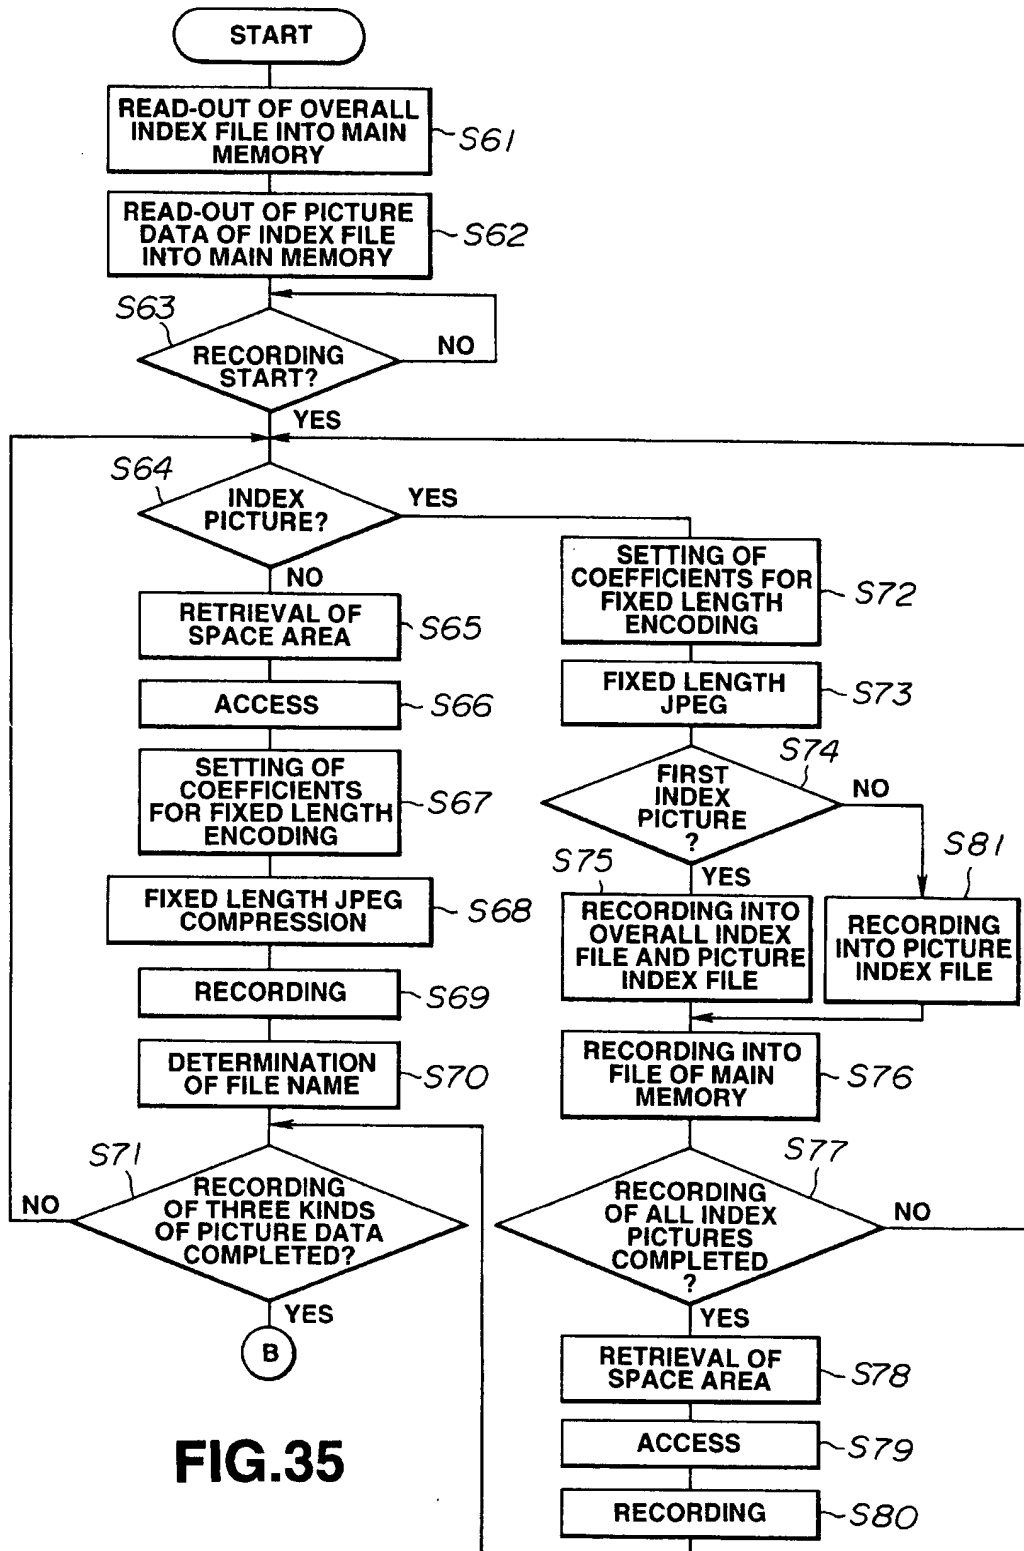 START
READ-OUT OF OVERALL
INDEX FILE INTO MAIN
MEMORY
S61
READ-OUT OF PICTURE
DATA OF INDEX FILE
INTO MAIN MEMORY
S62
S63
RECORDING
START?
NO
YES
S64
INDEX
PICTURE?
YES
NO
RETRIEVAL OF
SPACE AREA
S65
ACCESS
S66
SETTING OF
COEFFICIENTS
FOR FIXED LENGTH
ENCODING
S67
FIXED LENGTH JPEG
COMPRESSION
S68
RECORDING
S69
DETERMINATION
OF FILE NAME
S70
S71
RECORDING
OF THREE KINDS
OF PICTURE DATA
COMPLETED?
NO
YES
B
SETTING OF
COEFFICIENTS FOR
FIXED LENGTH
ENCODING
S72
FIXED LENGTH
JPEG
S73
S74
FIRST
INDEX
PICTURE
?
NO
YES
S75
RECORDING INTO
OVERALL INDEX
FILE AND PICTURE
INDEX FILE
S81
RECORDING
INTO PICTURE
INDEX FILE
RECORDING INTO
FILE OF MAIN
MEMORY
S76
S77
RECORDING
OF ALL INDEX
PICTURES
COMPLETED
?
NO
YES
RETRIEVAL OF
SPACE AREA
S78
ACCESS
S79
RECORDING
S80
FIG.35